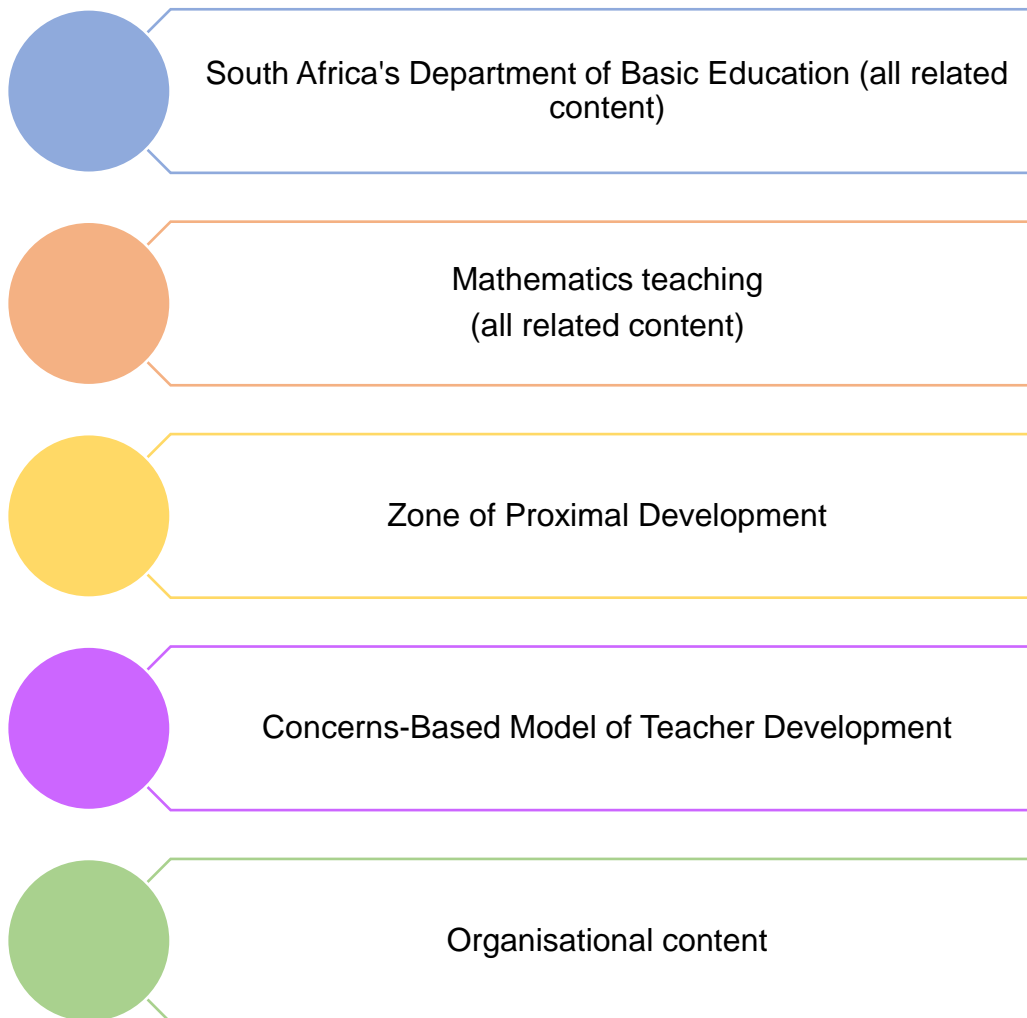 South Africa's Department of Basic Education (all related
content)
Mathematics teaching
(all related content)
Zone of Proximal Development
Concerns-Based Model of Teacher Development
Organisational content